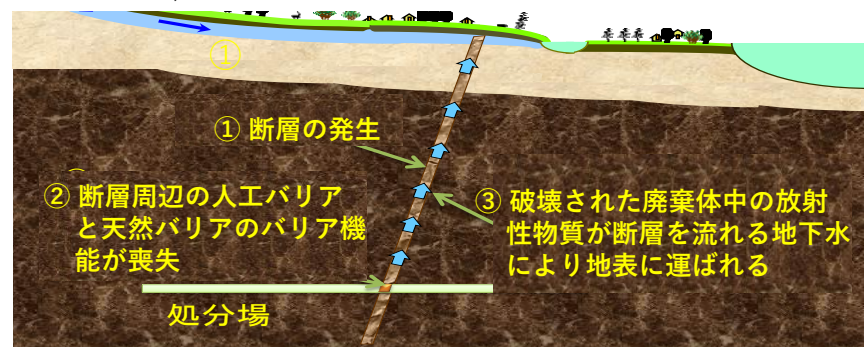 ①
① 断層の発生
② 断層周辺の人工バリア
と天然バリアのバリア機
能が喪失
③ 破壊された廃棄体中の放射
性物質が断層を流れる地下水
により地表に運ばれる
処分場